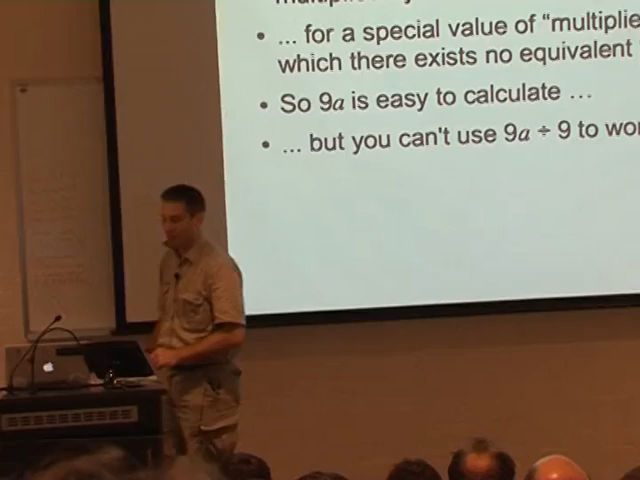 ... for a special value of "multiplie
which there exists no equivalent
• So 9a is easy to calculate ...
• ... but you can't use 9a ÷ 9 to wo